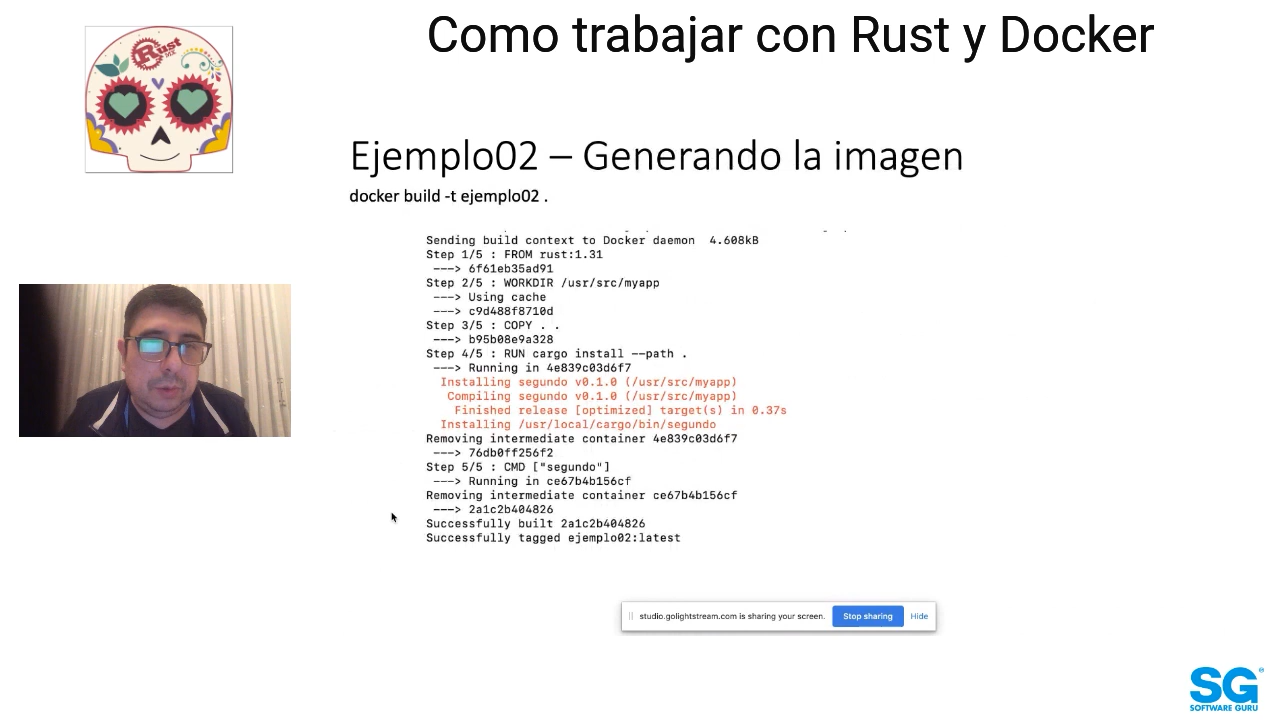 Como trabajar con Rust y Docker
Rust
MX
Ejemplo02 – Generando la imagen
docker build -t ejemplo02 .
Sending build context to Docker daemon  4.608kB
Step 1/5 : FROM rust:1.31
---> 6f61eb35ad91
Step 2/5 : WORKDIR /usr/src/myapp
---> Using cache
---> c9d488f8710d
Step 3/5 : COPY . .
---> b95b08e9a328
Step 4/5 : RUN cargo install --path .
---> Running in 4e839c03d6f7
Installing segundo v0.1.0 (/usr/src/myapp)
Compiling segundo v0.1.0 (/usr/src/myapp)
Finished release [optimized] target(s) in 0.37s
Installing /usr/local/cargo/bin/segundo
Removing intermediate container 4e839c03d6f7
---> 76db0ff256f2
Step 5/5 : CMD ["segundo"]
---> Running in ce67b4b156cf
Removing intermediate container ce67b4b156cf
---> 2a1c2b404826
Successfully built 2a1c2b404826
Successfully tagged ejemplo02:latest
studio.golightstream.com is sharing your screen. Stop sharing Hide
SG®
SOFTWARE GURU